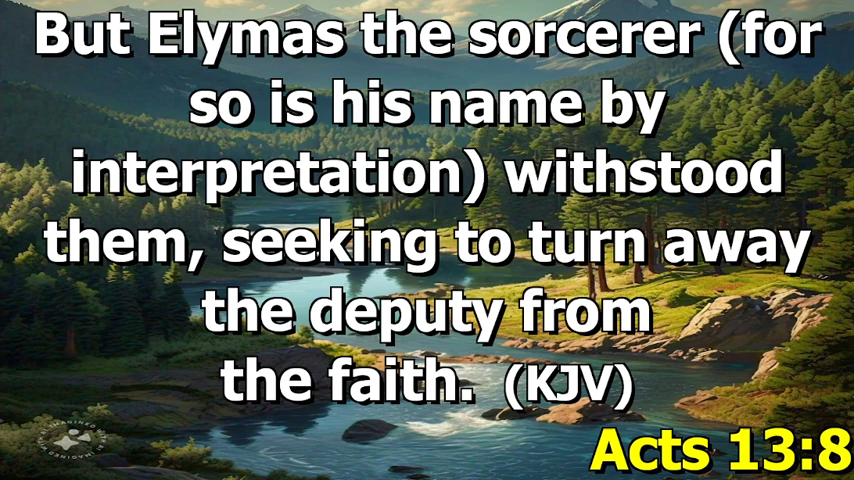 But Elymas the sorcerer (for
so is his name by
interpretation) withstood
them, seeking to turn away
the deputy from
the faith. (KJV)
Acts 13:8